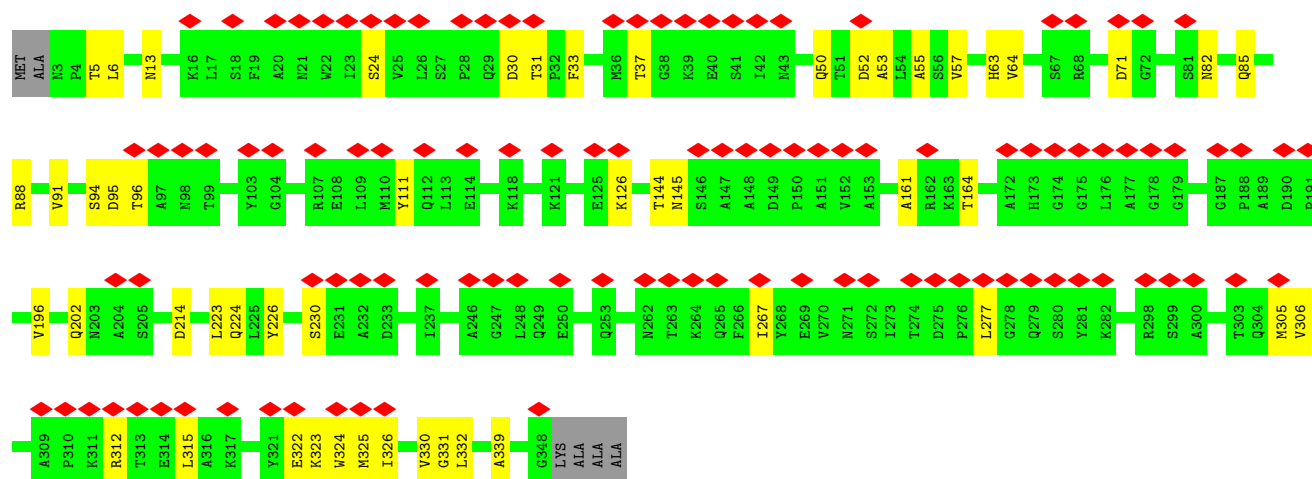 MET ALA N3 P4 T5 L6 N13 K16 L17 S18 F19 A20 N21 W22 I23 S24 V25 L26 S27 P28 Q29 D30 T31 P32 F33 M36 T37 G38 K39 E40 S41 I42 N43 Q50 T51 D52 A53 L54 A55 S56 V57 H63 V64 S67 R68 D71 G72 S81 N82 Q85
R88 V91 S94 D95 T96 A97 N98 T99 Y103 G104 R107 E108 L109 M110 Y111 Q112 L113 E114 K118 K121 E125 K126 T144 N145 S146 A147 A148 D149 P150 A151 V152 A153 A161 R162 K163 T164 A172 H173 G174 G175 L176 A177 G178 G179 G187 P188 A189 D190
V196 Q202 N203 A204 S205 D214 L223 Q224 L225 Y226 S230 E231 A232 D233 I237 A246 G247 L248 Q249 E250 Q253 N262 T263 K264 Q265 F266 I267 Y268 E269 V270 N271 S272 I273 T274 D275 P276 L277 G278 Q279 S280 Y281 K282 R298 S299 A300 T303 Q304 M305 V306
A309 P310 K311 R312 T313 E314 L315 A316 K317 Y321 E322 K323 W324 M325 I326 V330 G331 L332 A339 G348 LYS ALA ALA ALA